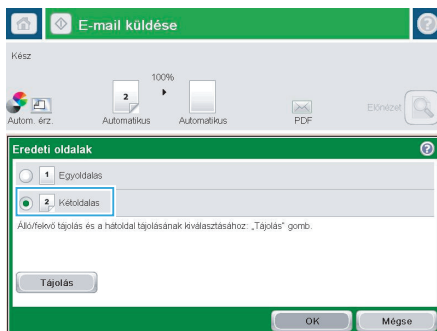 E-mail küldése
Kész
100%
2
Autom. érz.
Automatikus
Automatikus
PDF
Előnézet
Eredeti oldalak
1 Egyoldalas
2 Kétoldalas
Álló/fekvő tájolás és a hátoldal tájolásának kiválasztásához: „Tájolás" gomb.
Tájolás
OK
Mégse